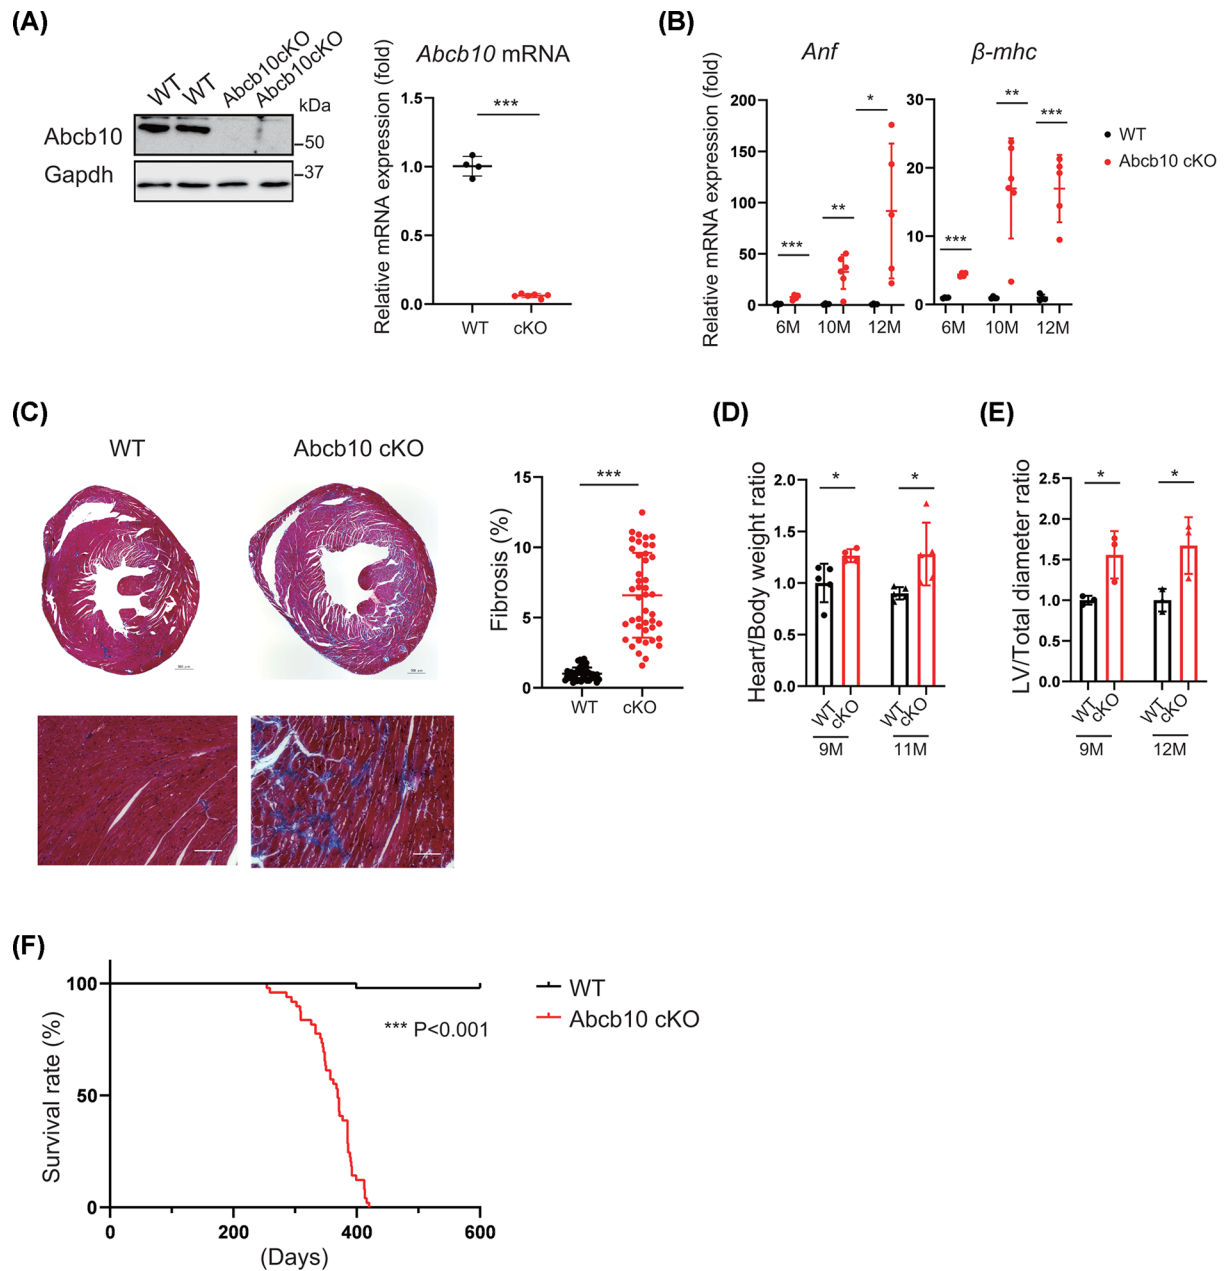 (A)
WT
WT
Abcb10cKO
Abcb10cKO
kDa
Abcb10
50
Gapdh
37
Abcb10 mRNA
***
Relative mRNA expression (fold)
1.5
1.0
0.5
0.0
WT
cKO
(B)
Anf
β-mhc
Relative mRNA expression (fold)
200
150
100
50
0
***
**
*
6M
10M
12M
30
20
10
0
***
**
***
6M
10M
12M
WT
Abcb10 cKO
(C)
WT
Abcb10 cKO
Fibrosis (%)
15
10
5
0
***
WT
cKO
(D)
Heart/Body weight ratio
2.0
1.5
1.0
0.5
0.0
*
*
WT
cKO
WT
cKO
9M
11M
(E)
LV/Total diameter ratio
2.5
2.0
1.5
1.0
0.5
0.0
*
*
WT
cKO
WT
cKO
9M
12M
(F)
Survival rate (%)
100
50
0
0
200
400
600
(Days)
*** P<0.001
WT
Abcb10 cKO